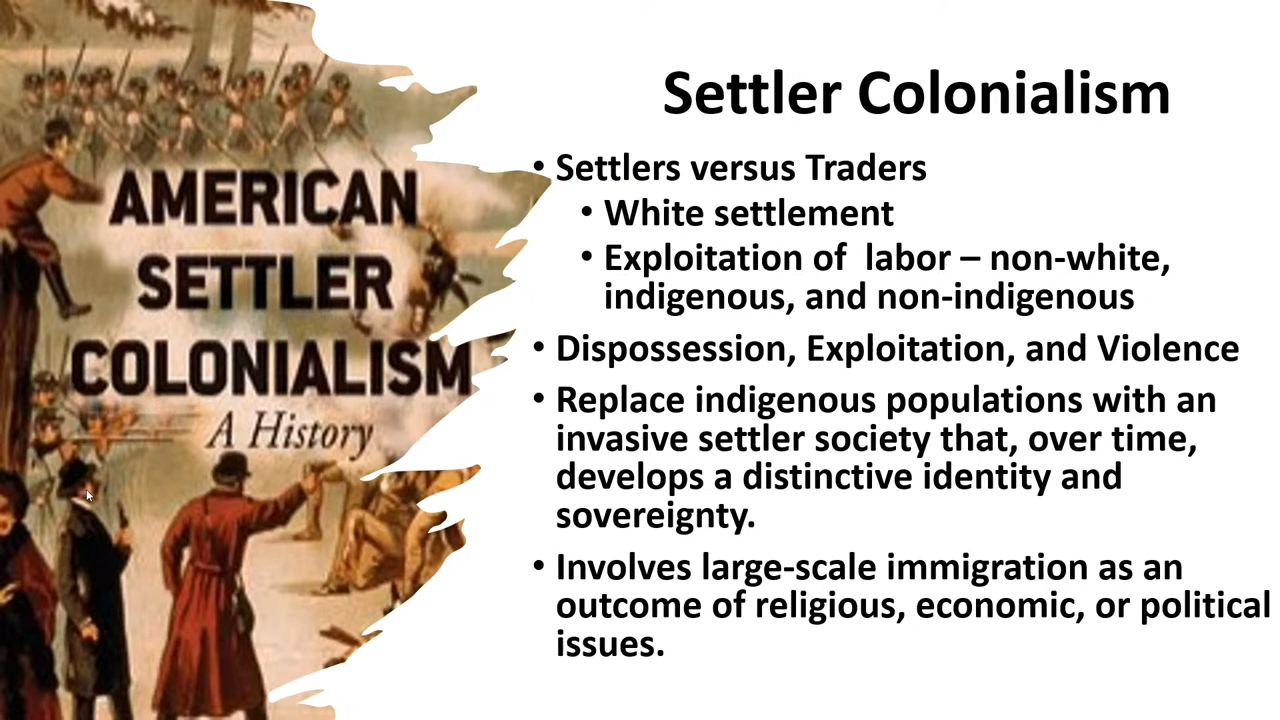 AMERICAN
SETTLER
COLONIALISM
A History
Settler Colonialism
• Settlers versus Traders
• White settlement
• Exploitation of  labor – non-white,
indigenous, and non-indigenous
• Dispossession, Exploitation, and Violence
• Replace indigenous populations with an
invasive settler society that, over time,
develops a distinctive identity and
sovereignty.
• Involves large-scale immigration as an
outcome of religious, economic, or political
issues.